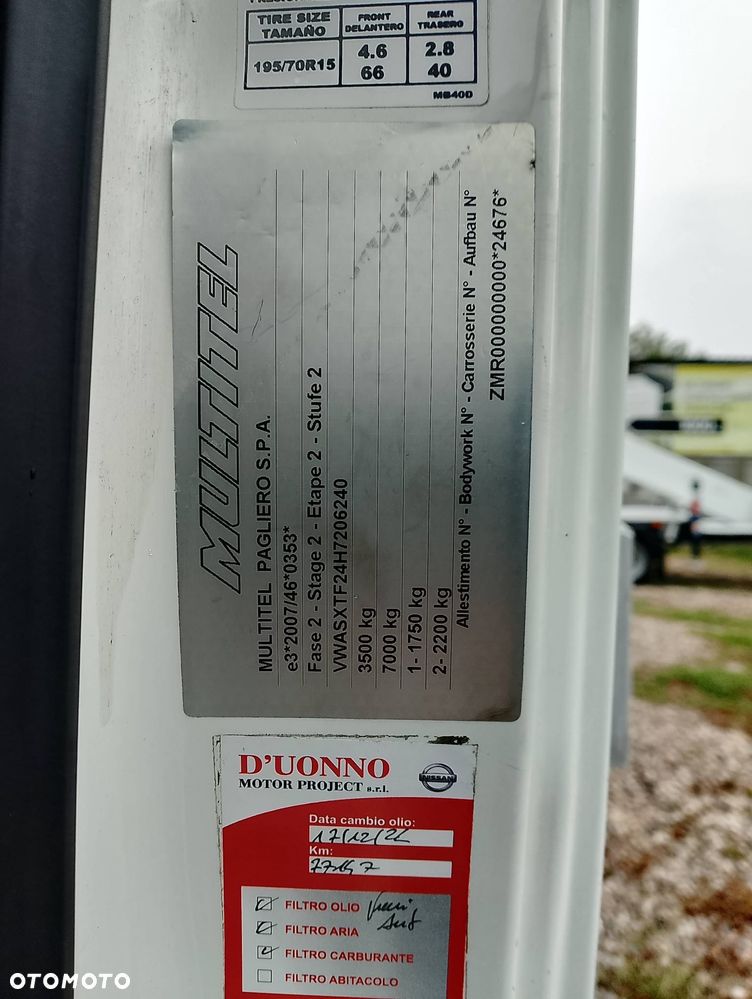 TIRE SIZE
TAMAÑO
FRONT
DELANTERO
REAR
TRASERO
195/70R15
4.6
66
2.8
40
MB40D
MULTITEL
MULTITEL PAGLIERO S.P.A.
e3*2007/46*0353*
Fase 2 - Stage 2 - Etape 2 - Stufe 2
VWASXTF24H7206240
3500 kg
7000 kg
1- 1750 kg
2- 2200 kg
Allestimento N° - Bodywork N° - Carrosserie N° - Aufbau N°
ZMR000000000*24676*
D'UONNO
MOTOR PROJECT s.r.l.
NISSAN
Data cambio olio:
Km:
FILTRO OLIO
FILTRO ARIA
FILTRO CARBURANTE
FILTRO ABITACOLO
OTOMOTO